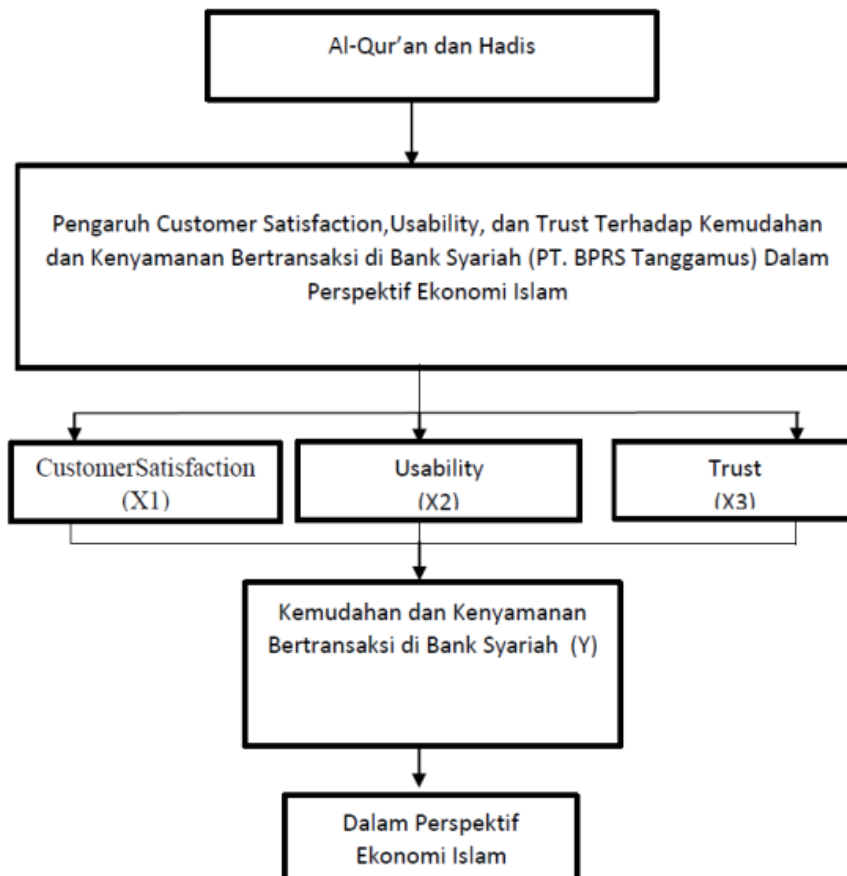 Al-Qur’an dan Hadis
Pengaruh Customer Satisfaction,Usability, dan Trust Terhadap Kemudahan
dan Kenyamanan Bertransaksi di Bank Syariah (PT. BPRS Tanggamus) Dalam
Perspektif Ekonomi Islam
CustomerSatisfaction
(X1)
Usability
(X2)
Trust
(X3)
Kemudahan dan Kenyamanan
Bertransaksi di Bank Syariah (Y)
Dalam Perspektif
Ekonomi Islam